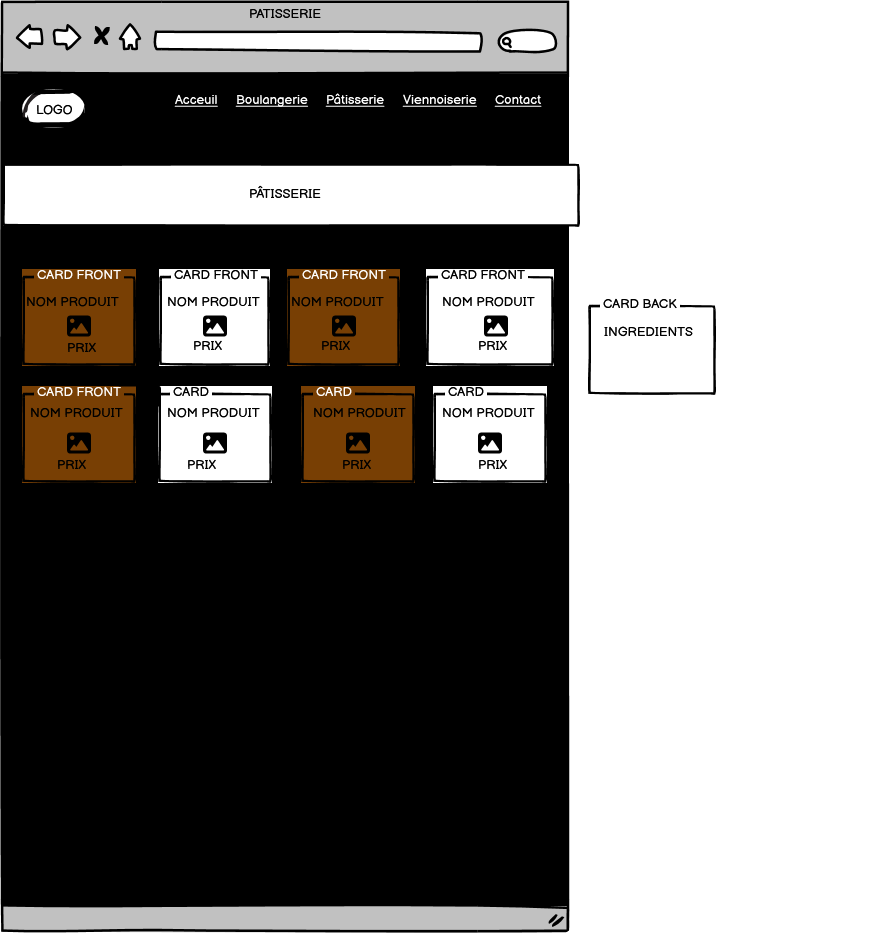 PATISSERIE
LOGO
Acceuil Boulangerie Pâtisserie Viennoiserie Contact
PÂTISSERIE
CARD FRONT CARD FRONT CARD FRONT CARD FRONT
NOM PRODUIT NOM PRODUIT NOM PRODUIT NOM PRODUIT
PRIX PRIX PRIX PRIX
CARD BACK
INGREDIENTS
CARD FRONT CARD CARD CARD
NOM PRODUIT NOM PRODUIT NOM PRODUIT NOM PRODUIT
PRIX PRIX PRIX PRIX